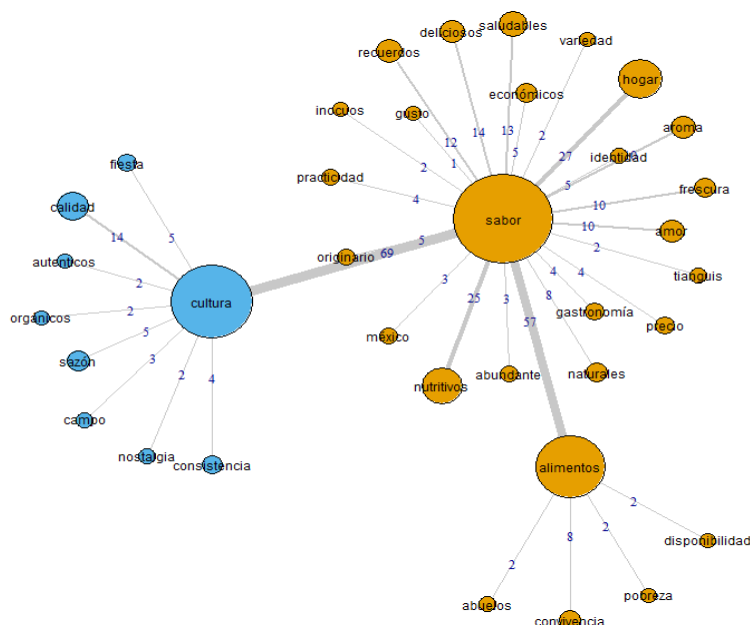 deliciosos
saludables
variedad
recuerdos
hogar
económicos
inocuos
gusto
aroma
14
13
2
12
identidad
27
fiesta
2
1
5
practicidad
5
frescura
4
10
calidad
sabor
10
amor
14
5
originario
69
5
2
autenticos
cultura
3
25
3
4
4
tianguis
2
8
orgánicos
2
gastronomía
57
precio
5
méxico
sazón
3
2
4
nutritivos
abundante
naturales
campo
nostalgia
consistencia
alimentos
2
2
disponibilidad
8
2
abuelos
pobreza
convivencia